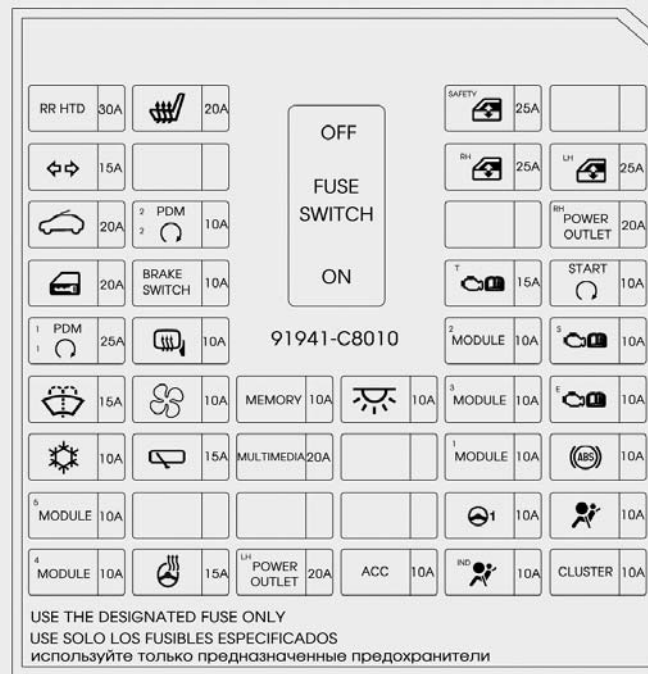 RR HTD 30A 20A SAFETY 25A
15A OFF RH 25A LH 25A
20A 2 PDM 2 10A FUSE SWITCH RH POWER OUTLET 20A
20A BRAKE SWITCH 10A ON T 15A START 10A
1 PDM 1 25A 10A 91941-C8010 2 MODULE 10A S 10A
15A 10A MEMORY 10A 10A 3 MODULE 10A E 10A
10A 15A MULTIMEDIA 20A 1 MODULE 10A ABS 10A
5 MODULE 10A 1 10A 10A
4 MODULE 10A 15A LH POWER OUTLET 20A ACC 10A IND 10A CLUSTER 10A
USE THE DESIGNATED FUSE ONLY
USE SOLO LOS FUSIBLES ESPECIFICADOS
используйте только предназначенные предохранители